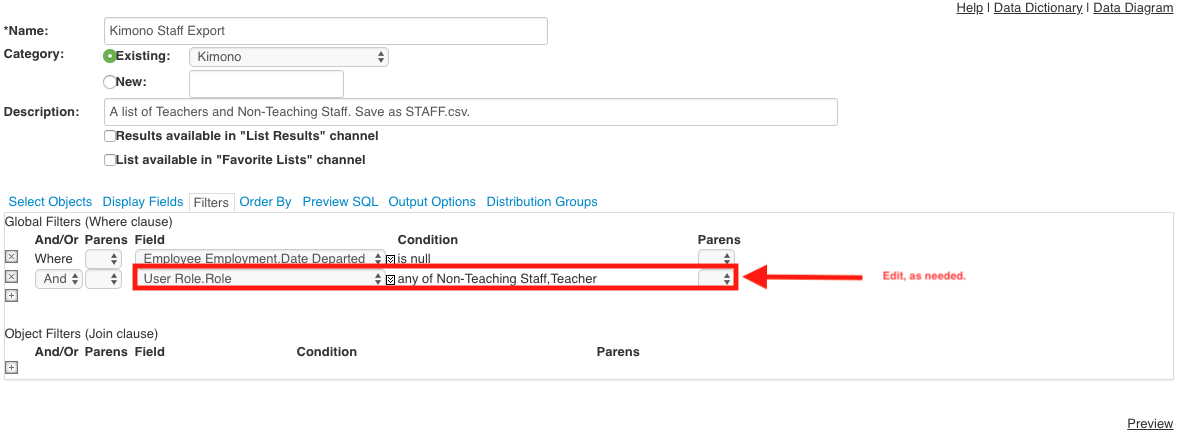 Help | Data Dictionary | Data Diagram
*Name: Kimono Staff Export
Category: Existing: Kimono
New:
Description: A list of Teachers and Non-Teaching Staff. Save as STAFF.csv.
Results available in "List Results" channel
List available in "Favorite Lists" channel
Select Objects Display Fields Filters Order By Preview SQL Output Options Distribution Groups
Global Filters (Where clause)
And/Or Parens Field Condition Parens
Where Employee Employment.Date Departed is null
And User Role.Role any of Non-Teaching Staff,Teacher Edit, as needed.
Object Filters (Join clause)
And/Or Parens Field Condition Parens
Preview